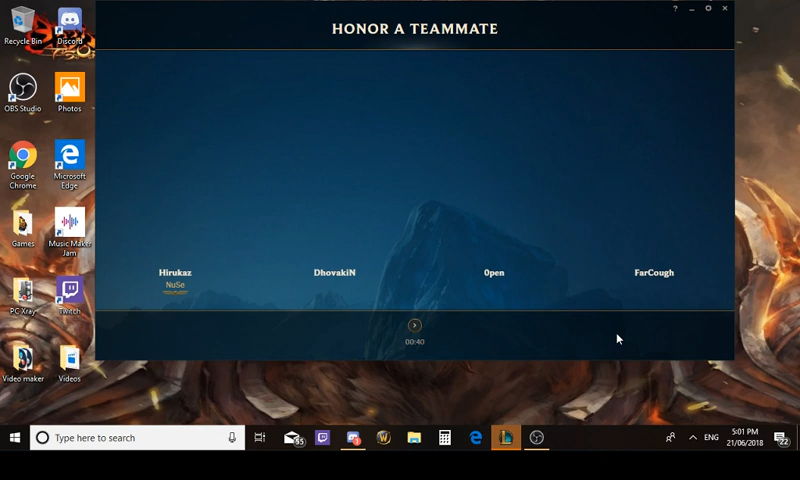 HONOR A TEAMMATE
?
Hirukaz
NuSe
DhovakiN
0pen
FarCough
00:40
Recycle Bin
Discord
OBS Studio
Photos
Google
Chrome
Microsoft
Edge
Games
Music Maker
Jam
PC Xray
Twitch
Video maker
Videos
Type here to search
55
ENG
5:01 PM
21/06/2018
22